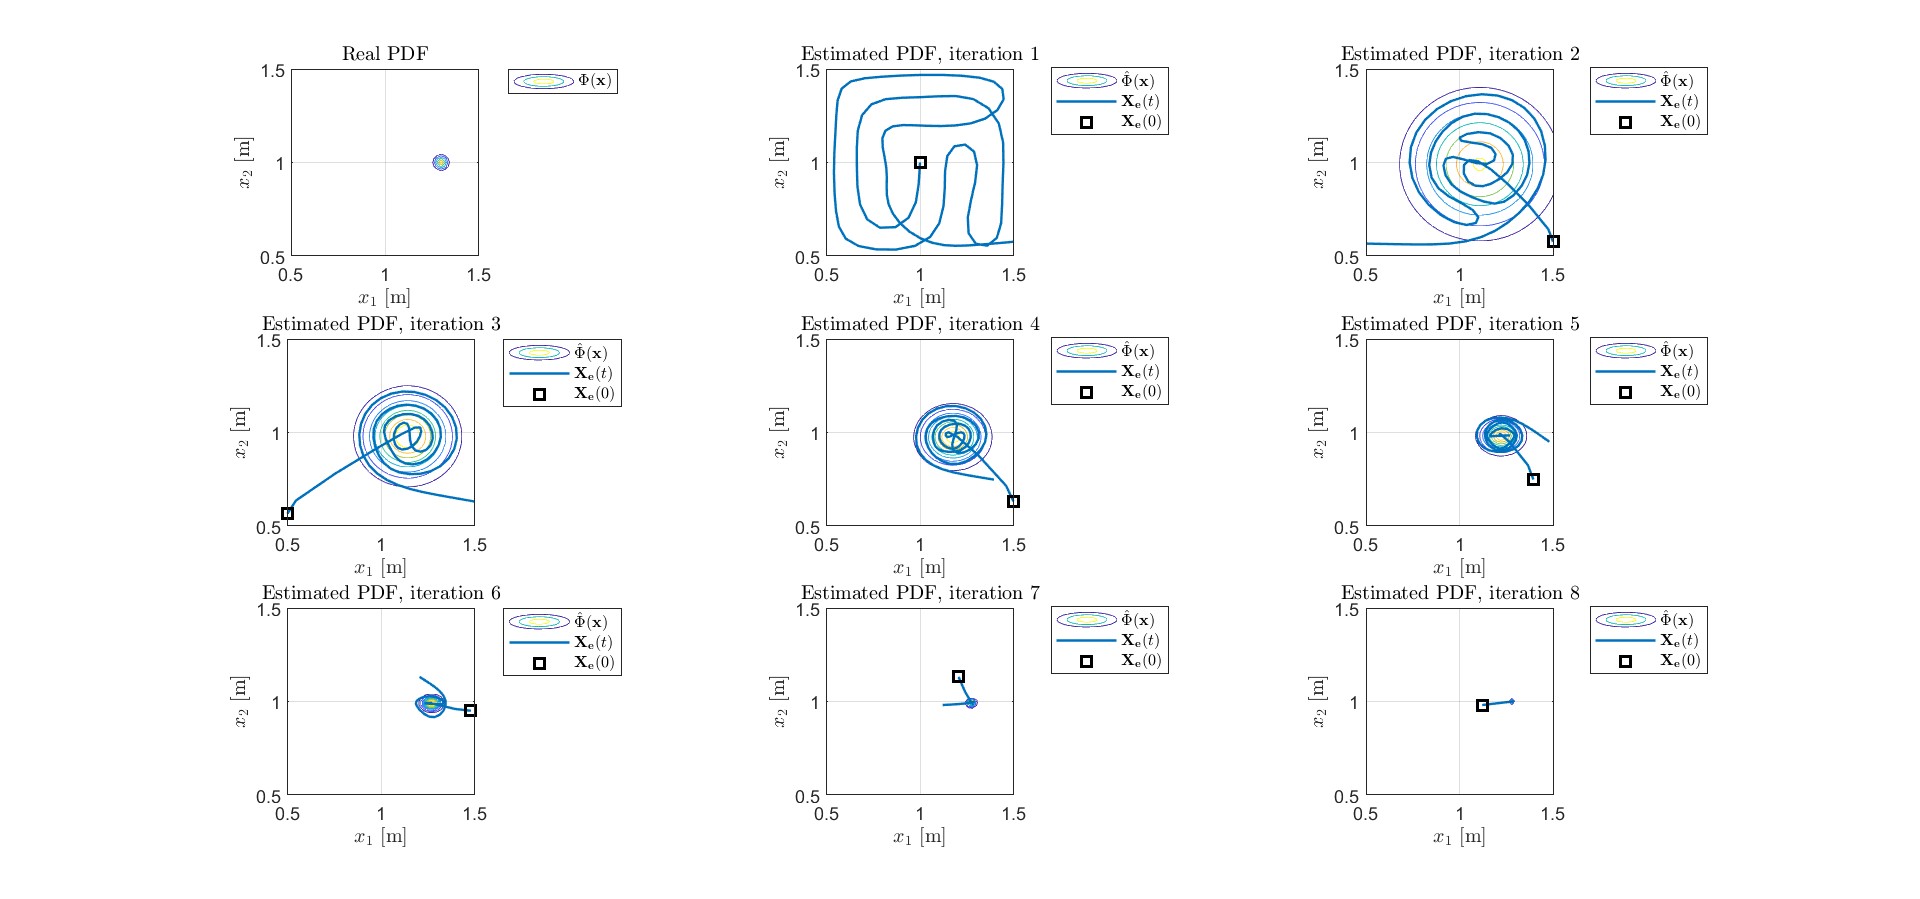 Real PDF
1.5
1
0.5
0.5 1 1.5
x₂ [m]
x₁ [m]
Φ(x)
Estimated PDF, iteration 1
1.5
1
0.5
0.5 1 1.5
x₂ [m]
x₁ [m]
Φ̂(x)
Xₑ(t)
Xₑ(0)
Estimated PDF, iteration 2
1.5
1
0.5
0.5 1 1.5
x₂ [m]
x₁ [m]
Φ̂(x)
Xₑ(t)
Xₑ(0)
Estimated PDF, iteration 3
1.5
1
0.5
0.5 1 1.5
x₂ [m]
x₁ [m]
Φ̂(x)
Xₑ(t)
Xₑ(0)
Estimated PDF, iteration 4
1.5
1
0.5
0.5 1 1.5
x₂ [m]
x₁ [m]
Φ̂(x)
Xₑ(t)
Xₑ(0)
Estimated PDF, iteration 5
1.5
1
0.5
0.5 1 1.5
x₂ [m]
x₁ [m]
Φ̂(x)
Xₑ(t)
Xₑ(0)
Estimated PDF, iteration 6
1.5
1
0.5
0.5 1 1.5
x₂ [m]
x₁ [m]
Φ̂(x)
Xₑ(t)
Xₑ(0)
Estimated PDF, iteration 7
1.5
1
0.5
0.5 1 1.5
x₂ [m]
x₁ [m]
Φ̂(x)
Xₑ(t)
Xₑ(0)
Estimated PDF, iteration 8
1.5
1
0.5
0.5 1 1.5
x₂ [m]
x₁ [m]
Φ̂(x)
Xₑ(t)
Xₑ(0)